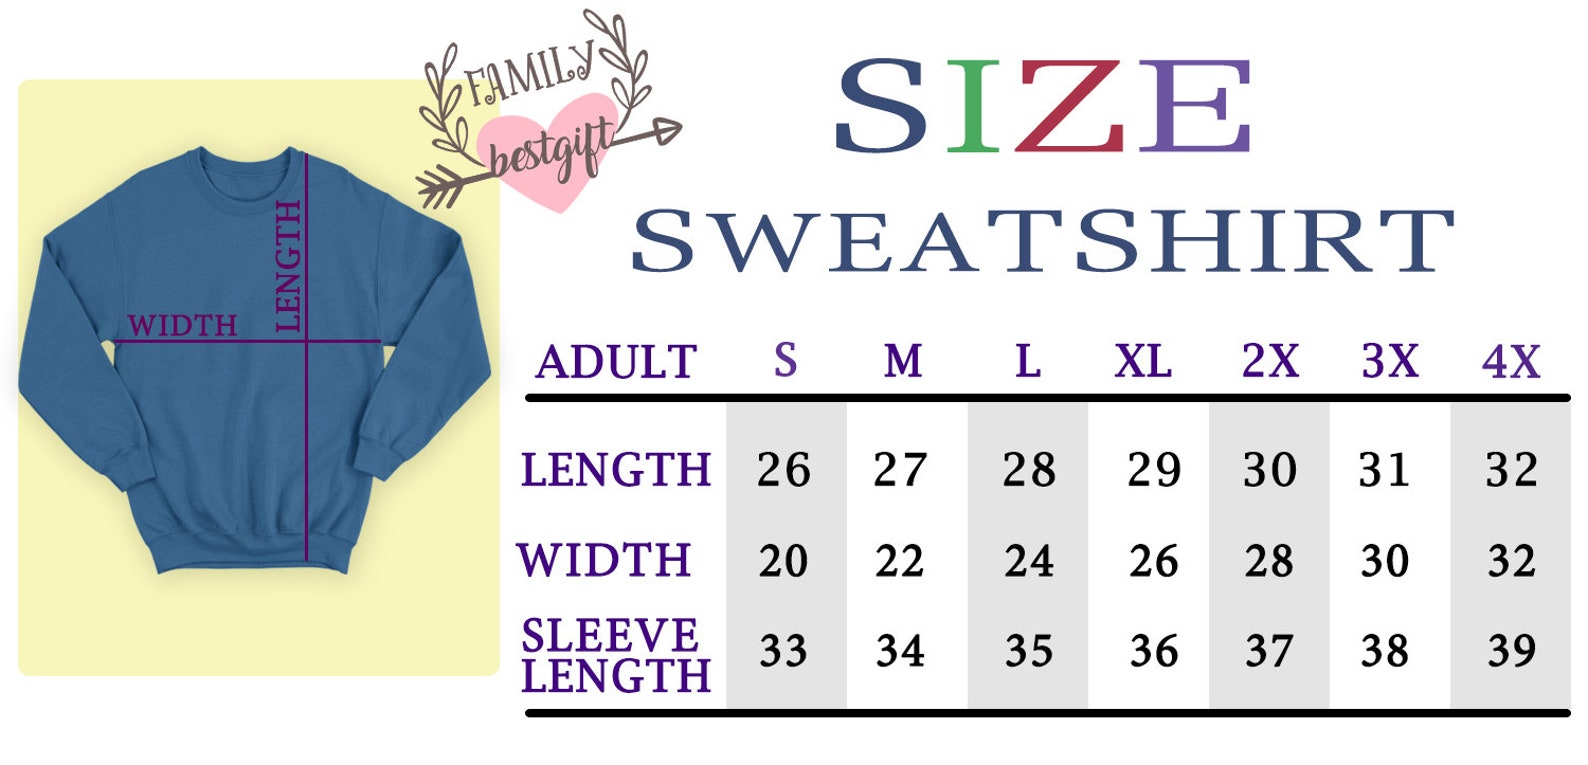 FAMILY
bestgift
SIZE
SWEATSHIRT
LENGTH
WIDTH
ADULT S M L XL 2X 3X 4X
LENGTH 26 27 28 29 30 31 32
WIDTH 20 22 24 26 28 30 32
SLEEVE
LENGTH 33 34 35 36 37 38 39